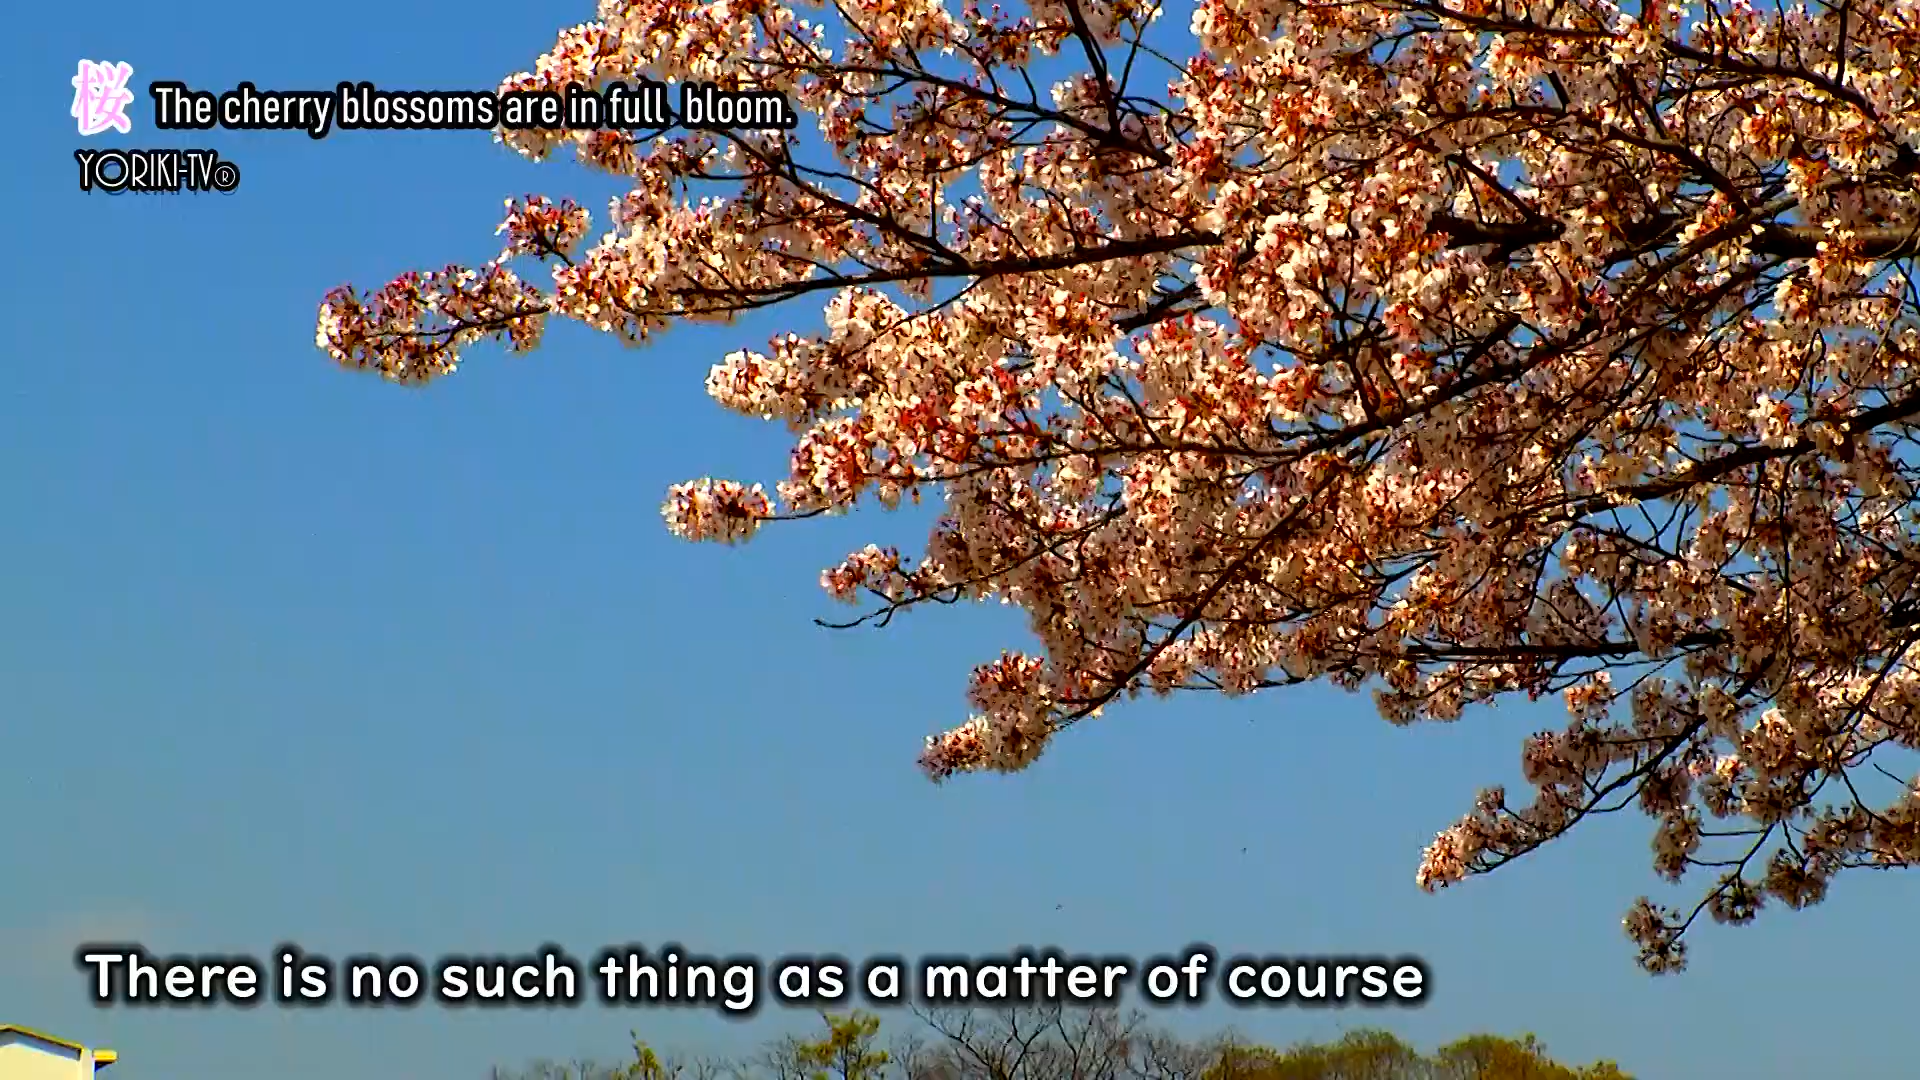 桜 The cherry blossoms are in full bloom.
YORIKI-TV®
There is no such thing as a matter of course